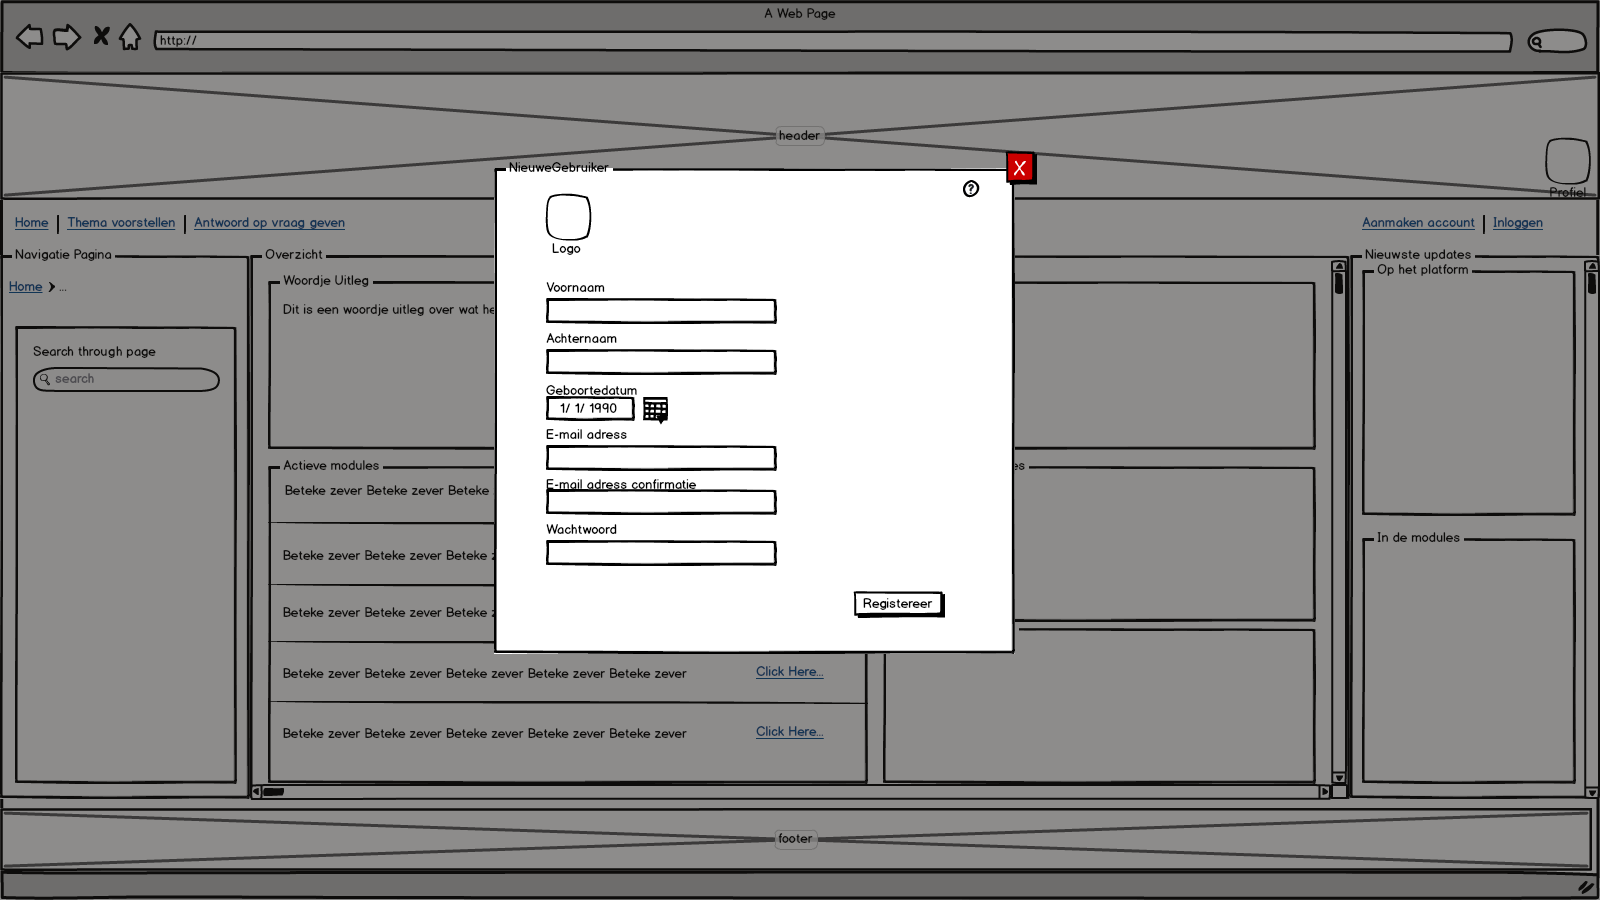 A Web Page
http://
header
Profiel
Home
Thema voorstellen
Antwoord op vraag geven
Aanmaken account
Inloggen
Navigatie Pagina
Home
...
Search through page
search
Overzicht
Woordje Uitleg
Dit is een woordje uitleg over wat
Actieve modules
Beteke zever Beteke zever Beteke
Beteke zever Beteke zever Beteke
Beteke zever Beteke zever Beteke
Beteke zever Beteke zever Beteke zever Beteke zever Beteke zever
Click Here...
Beteke zever Beteke zever Beteke zever Beteke zever Beteke zever
Click Here...
NieuweGebruiker
X
?
Logo
Voornaam
Achternaam
Geboortedatum
1/ 1/ 1990
E-mail adress
E-mail adress confirmatie
Wachtwoord
Registereer
Nieuwste updates
Op het platform
In de modules
footer